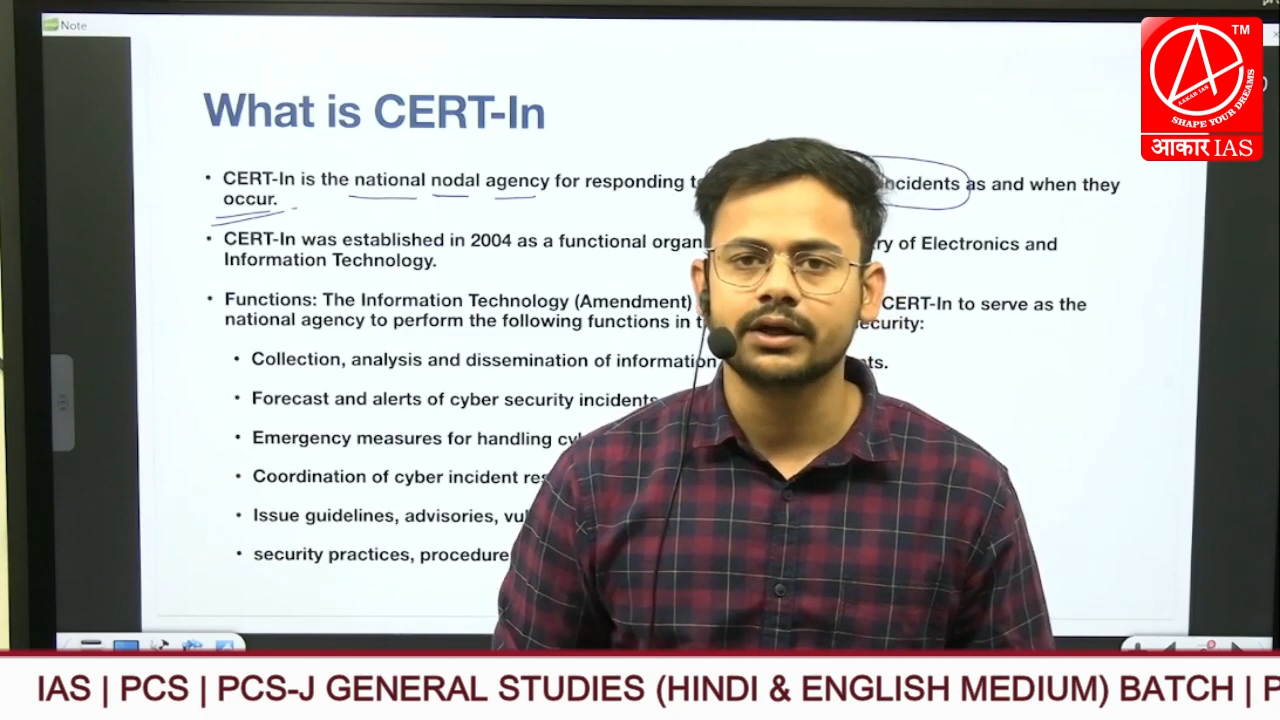 Note
TM
AAKAR IAS
SHAPE YOUR DREAMS
आकार IAS
What is CERT-In
• CERT-In is the national nodal agency for responding t incidents as and when they
occur.
• CERT-In was established in 2004 as a functional organ ry of Electronics and
Information Technology.
• Functions: The Information Technology (Amendment) CERT-In to serve as the
national agency to perform the following functions in t ecurity:
• Collection, analysis and dissemination of information nts.
• Forecast and alerts of cyber security incidents
• Emergency measures for handling cy
• Coordination of cyber incident res
• Issue guidelines, advisories, vul
• security practices, procedure
IAS | PCS | PCS-J GENERAL STUDIES (HINDI & ENGLISH MEDIUM) BATCH | P